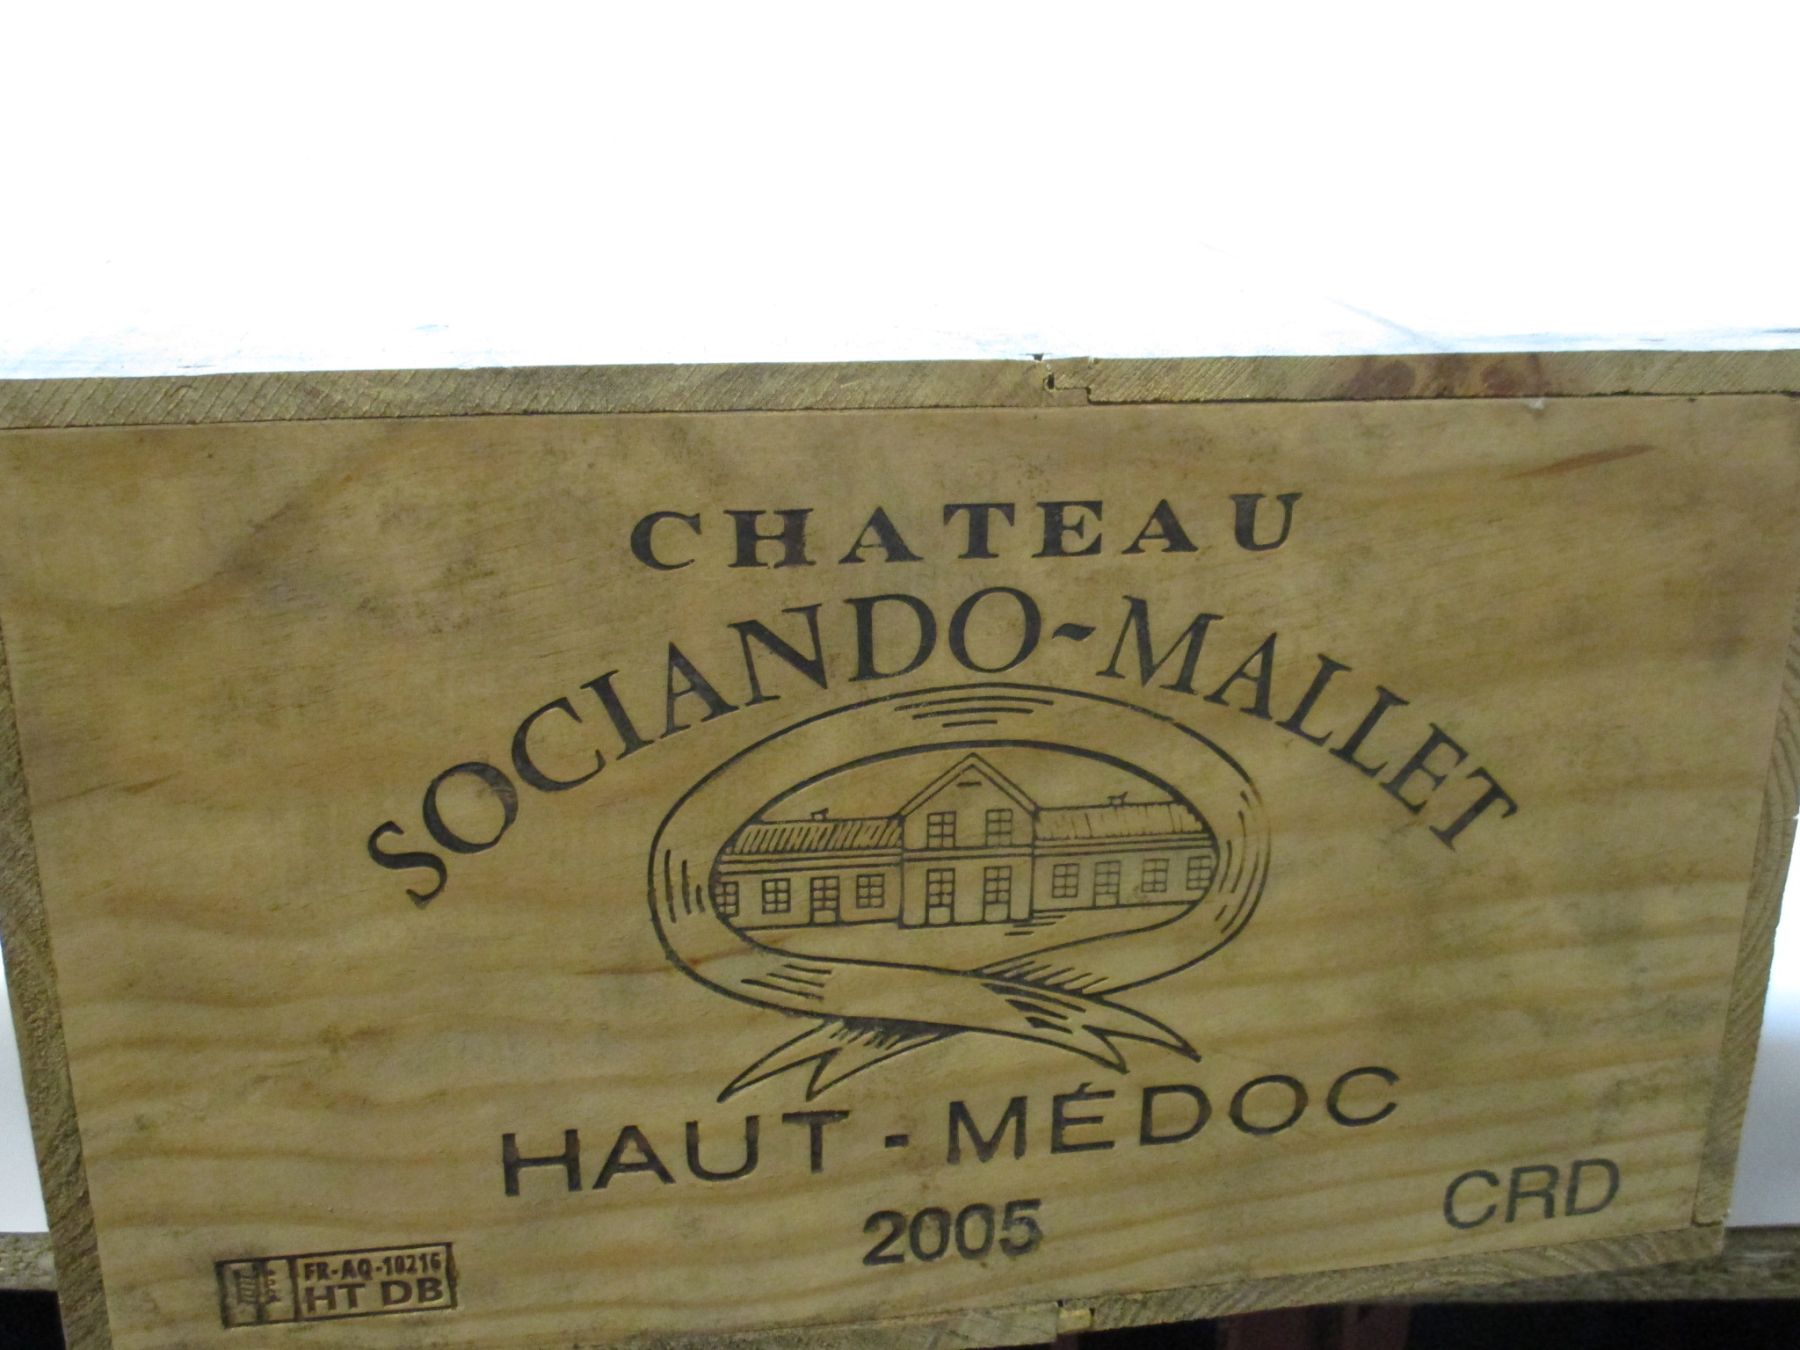 CHATEAU
SOCIANDO-MALLET
HAUT-MÉDOC
2005
CRD
FR-AQ-10216
HT DB